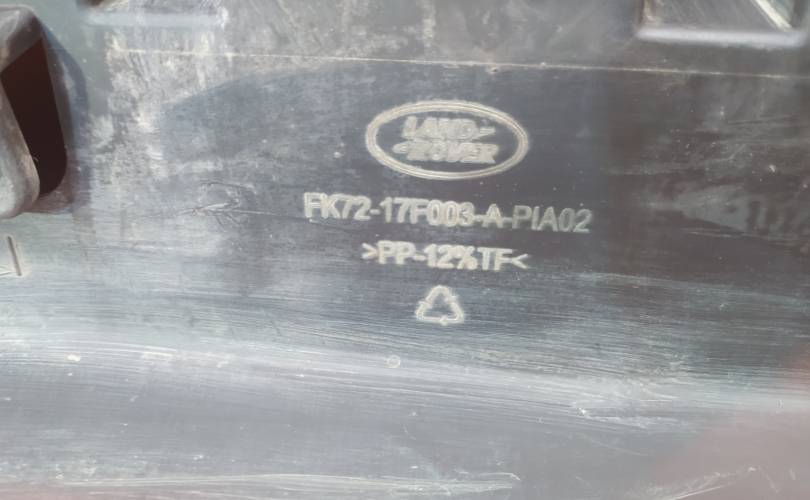 LAND
ROVER
FK72-17F003-A-PIA02
>PP-12%TF<